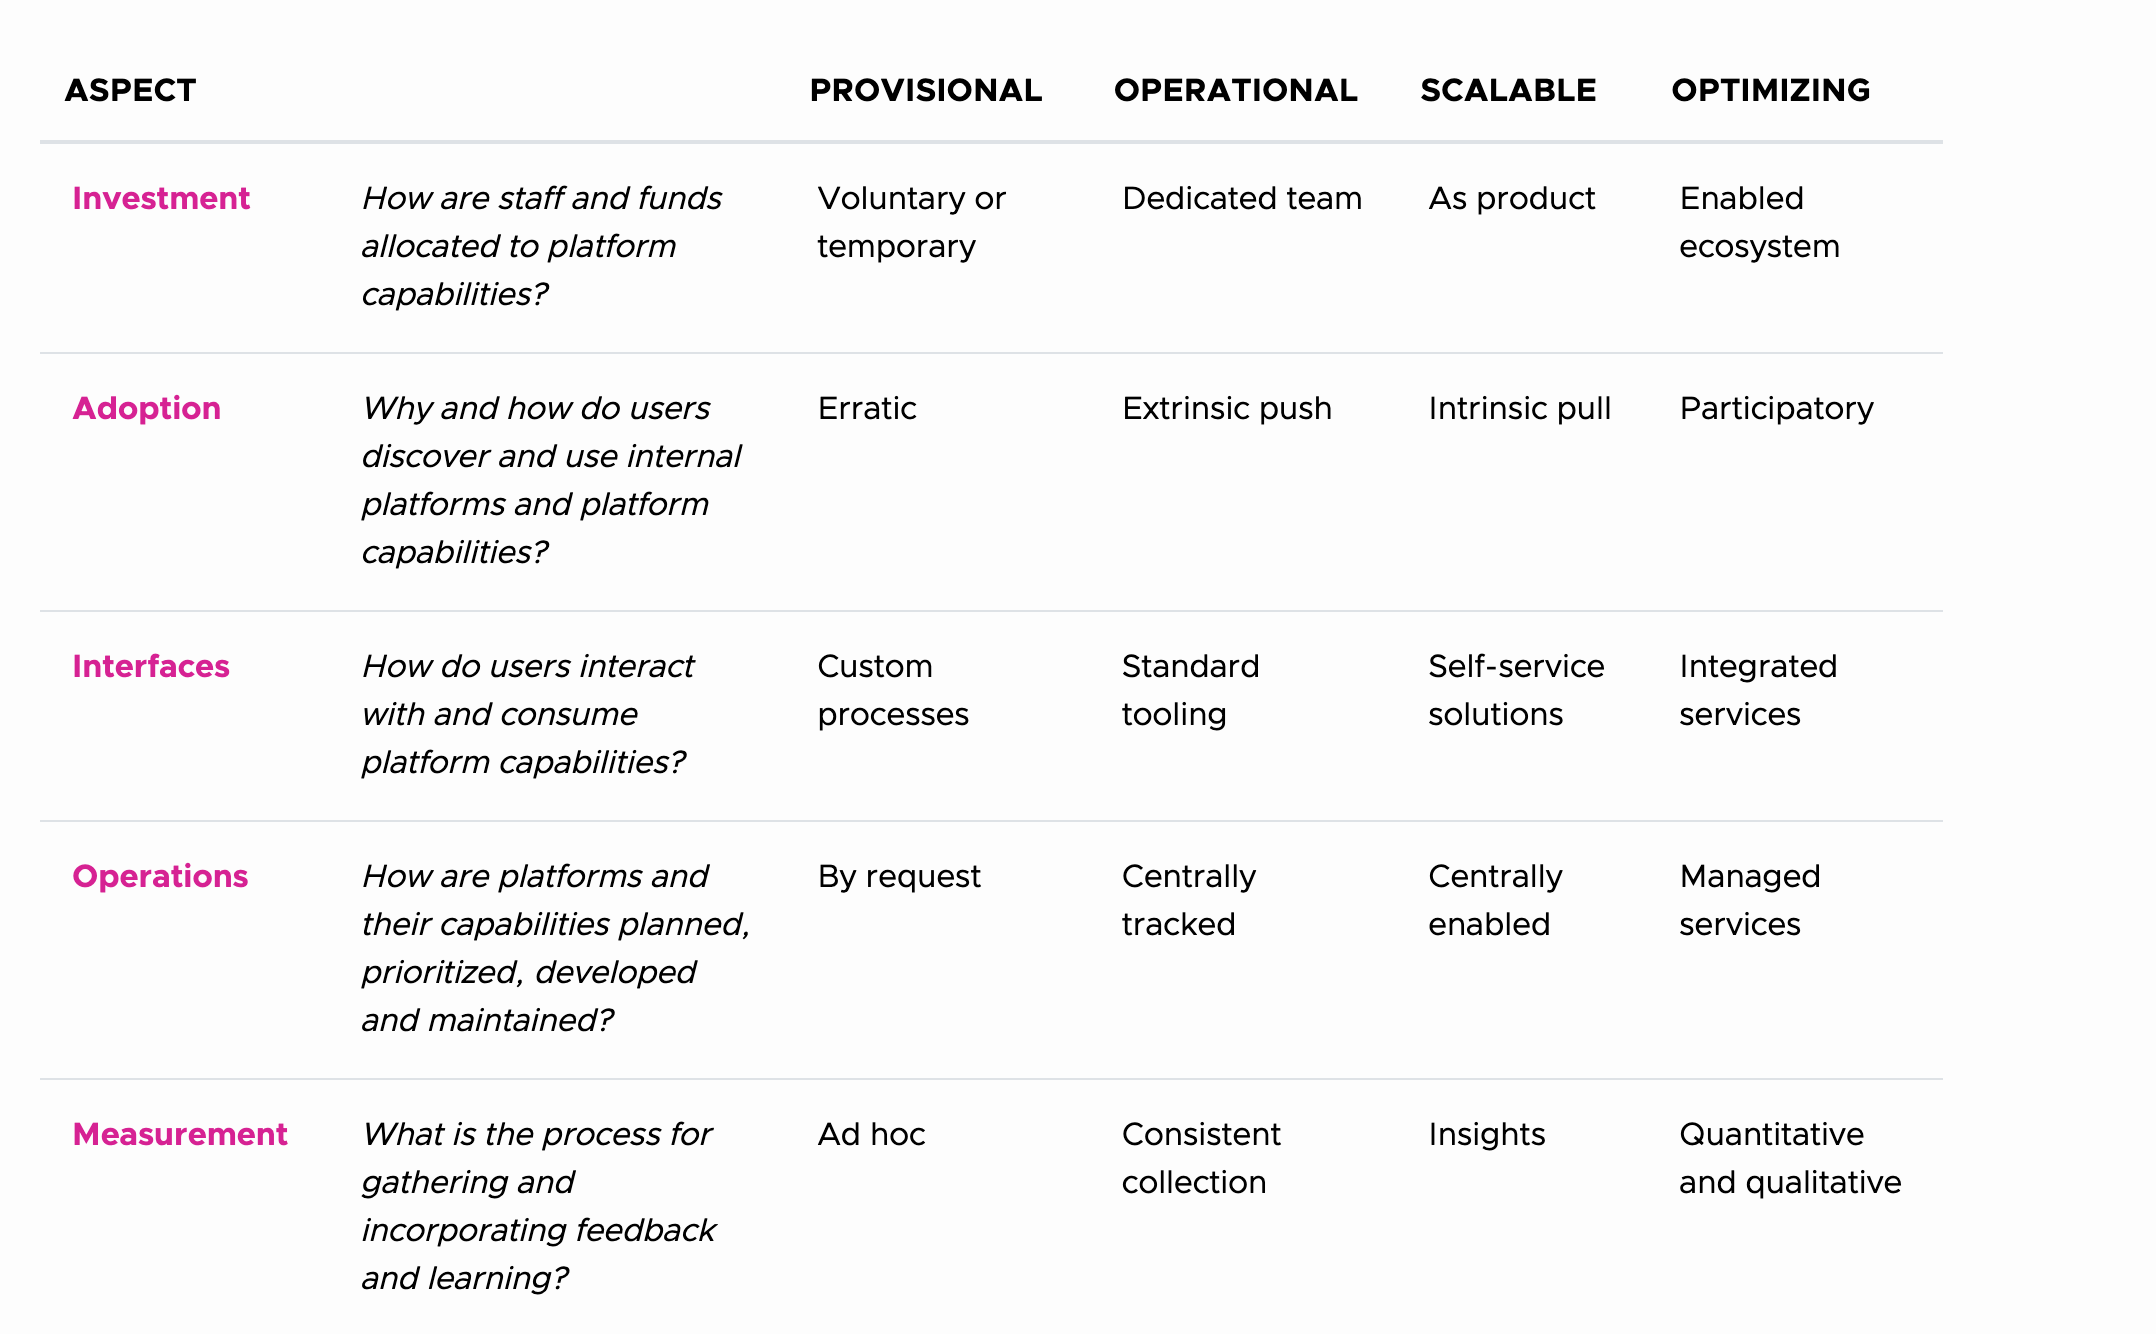 ASPECT PROVISIONAL OPERATIONAL SCALABLE OPTIMIZING
Investment How are staff and funds Voluntary or Dedicated team As product Enabled
allocated to platform temporary ecosystem
capabilities?
Adoption Why and how do users Erratic Extrinsic push Intrinsic pull Participatory
discover and use internal
platforms and platform
capabilities?
Interfaces How do users interact Custom Standard Self-service Integrated
with and consume processes tooling solutions services
platform capabilities?
Operations How are platforms and By request Centrally Centrally Managed
their capabilities planned, tracked enabled services
prioritized, developed
and maintained?
Measurement What is the process for Ad hoc Consistent Insights Quantitative
gathering and collection and qualitative
incorporating feedback
and learning?